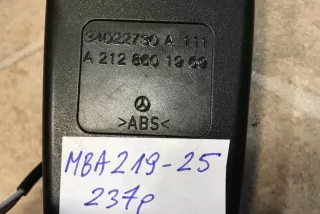 34022730 A 111
A 212 860 19 69
>ABS<
MBA219-25
237p